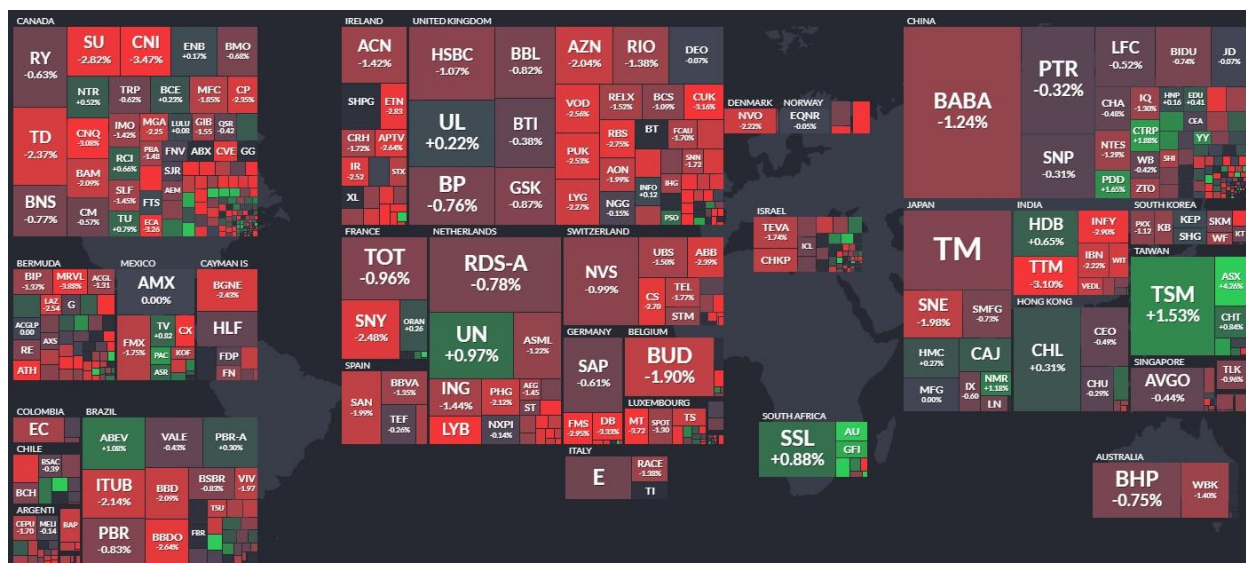 CANADA
RY
-0.63%
SU
-2.82%
CNI
-3.47%
ENB
+0.17%
BMO
-0.68%
NTR
+0.52%
TRP
-0.62%
BCE
+0.23%
MFC
-1.85%
CP
-2.35%
TD
-2.37%
CNQ
-3.08%
IMO
-1.42%
MGA
-2.25
LULU
+0.08
GIB
-1.55
QSR
-0.42
BAM
-2.09%
RCI
+0.66%
PBA
-1.48
FNV
ABX
CVE
GG
SJR
SLF
-1.45%
AEM
BNS
-0.77%
CM
-0.57%
FTS
TU
+0.79%
ECA
-3.26
BERMUDA
BIP
-1.37%
MRVL
-3.88%
ACGL
-1.31
LAZ
-2.54
G
ACGLP
0.00
AXS
RE
ATH
MEXICO
AMX
0.00%
FMX
-1.75%
TV
+0.82
CX
PAC
KOF
ASR
CAYMAN IS
BGNE
-2.43%
HLF
FDP
FN
COLOMBIA
EC
CHILE
BSAC
-0.39
BCH
ARGENTI
CEPU
-1.70
MELI
-0.14
BAP
BRAZIL
ABEV
+1.08%
VALE
-0.43%
PBR-A
+0.30%
ITUB
-2.14%
BBD
-2.09%
BSBR
-0.83%
VIV
-1.97
TSU
PBR
-0.83%
BBDO
-2.64%
FBR
IRELAND
ACN
-1.42%
SHPG
ETN
-2.83
CRH
-1.72%
APTV
-2.64%
IR
-2.52
STX
XL
UNITED KINGDOM
HSBC
-1.07%
BBL
-0.82%
AZN
-2.04%
RIO
-1.38%
DEO
-0.07%
UL
+0.22%
BTI
-0.38%
VOD
-2.56%
RELX
-1.52%
BCS
-1.09%
CUK
-3.16%
PUK
-2.53%
RBS
-2.75%
BT
FCAU
-1.70%
BP
-0.76%
GSK
-0.87%
AON
-1.99%
SNN
-1.72
LYG
-2.27%
NGG
-0.15%
INFO
+0.12
IHG
PSO
FRANCE
TOT
-0.96%
SNY
-2.48%
ORAN
+0.26
NETHERLANDS
RDS-A
-0.78%
UN
+0.97%
ASML
-1.22%
ING
-1.44%
PHG
-2.12%
AEG
-1.45
ST
LYB
NXPI
-0.14%
SWITZERLAND
NVS
-0.99%
UBS
-1.50%
ABB
-2.39%
CS
-2.70
TEL
-1.77%
STM
SPAIN
SAN
-1.99%
BBVA
-1.35%
TEF
-0.26%
GERMANY
SAP
-0.61%
FMS
-2.95%
DB
-3.33%
BELGIUM
BUD
-1.90%
LUXEMBOURG
MT
-3.72
SPOT
-1.30
TS
ITALY
E
RACE
-1.38%
TI
DENMARK
NVO
-2.22%
NORWAY
EQNR
-0.05%
ISRAEL
TEVA
-1.74%
ICL
CHKP
SOUTH AFRICA
SSL
+0.88%
AU
GFI
CHINA
BABA
-1.24%
PTR
-0.32%
LFC
-0.52%
BIDU
-0.74%
JD
-0.07%
SNP
-0.31%
CHA
-0.48%
IQ
-1.30%
HNP
+0.16
EDU
+0.41
CTRP
+1.88%
CEA
YY
NTES
-1.29%
WB
-0.42%
SHI
PDD
+1.65%
ZTO
JAPAN
TM
SNE
-1.98%
SMFG
-0.73%
HMC
+0.27%
CAJ
MFG
0.00%
IX
-0.60
NMR
+1.18%
LN
INDIA
HDB
+0.65%
INFY
-2.90%
TTM
-3.10%
IBN
-2.22%
WIT
VEDL
HONG KONG
CHL
+0.31%
CEO
-0.49%
CHU
-0.29%
SOUTH KOREA
PKX
-1.12
KB
KEP
SKM
SHG
WF
KT
TAIWAN
TSM
+1.53%
ASX
+4.26%
CHT
+0.84%
SINGAPORE
AVGO
-0.44%
TLK
-0.96%
AUSTRALIA
BHP
-0.75%
WBK
-1.40%